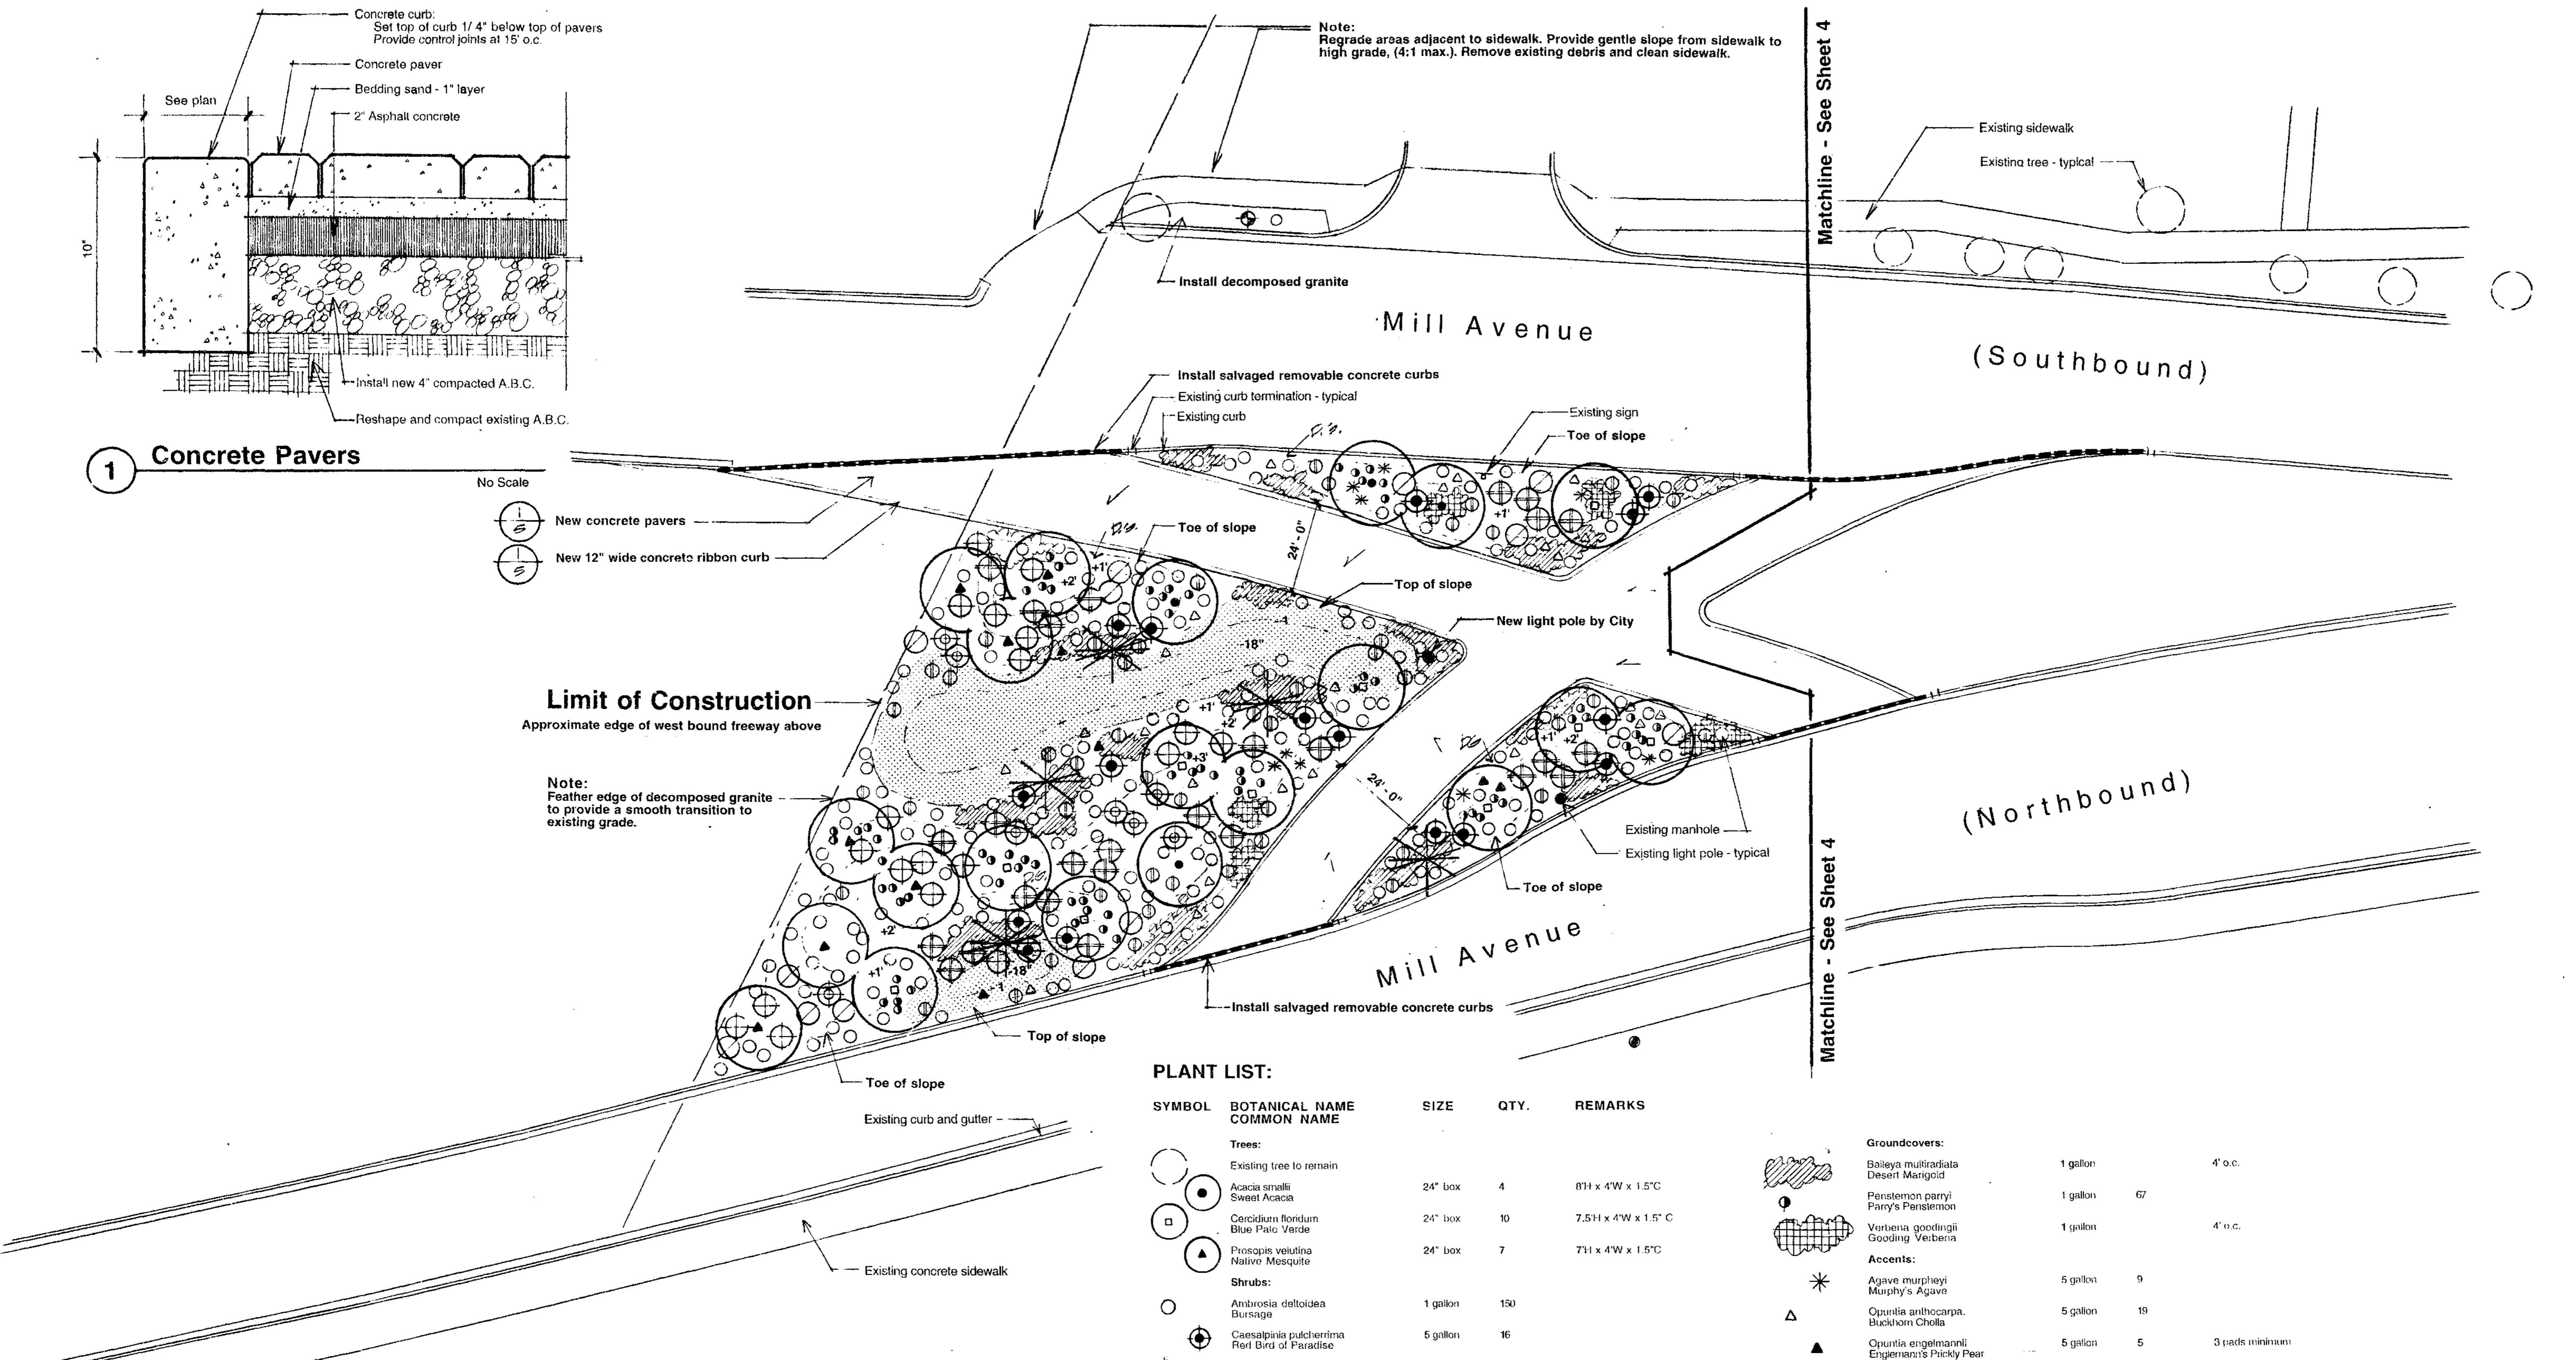 Concrete curb:
Set top of curb 1/4" below top of pavers
Provide control joints at 15' o.c.
Concrete paver
Bedding sand - 1" layer
See plan
2" Asphalt concrete
10"
Install new 4" compacted A.B.C.
Reshape and compact existing A.B.C.
1
Concrete Pavers
No Scale
1
5
New concrete pavers
1
5
New 12" wide concrete ribbon curb
Note:
Regrade areas adjacent to sidewalk. Provide gentle slope from sidewalk to
high grade, (4:1 max.). Remove existing debris and clean sidewalk.
Matchline - See Sheet 4
Existing sidewalk
Existing tree - typical
Install decomposed granite
Mill Avenue
(Southbound)
Install salvaged removable concrete curbs
Existing curb termination - typical
Existing curb
Existing sign
Toe of slope
+1'
24'-0"
Toe of slope
+1'
+2'
Top of slope
New light pole by City
-18"
Limit of Construction
Approximate edge of west bound freeway above
+1'
+2'
+1'
+2'
+3'
Note:
Feather edge of decomposed granite
to provide a smooth transition to
existing grade.
24'-0"
(Northbound)
Existing manhole
Existing light pole - typical
Toe of slope
+2'
+1'
-18"
Mill Avenue
Matchline - See Sheet 4
Install salvaged removable concrete curbs
Top of slope
Toe of slope
Existing curb and gutter
Existing concrete sidewalk
PLANT LIST:
SYMBOL BOTANICAL NAME SIZE QTY. REMARKS
COMMON NAME
Trees:
Existing tree to remain
Acacia smallii 24" box 4 8'H x 4'W x 1.5"C
Sweet Acacia
Cercidium floridum 24" box 10 7.5'H x 4'W x 1.5" C
Blue Palo Verde
Prosopis velutina 24" box 7 7'H x 4'W x 1.5"C
Native Mesquite
Shrubs:
Ambrosia deltoidea 1 gallon 150
Bursage
Caesalpinia pulcherrima 5 gallon 16
Red Bird of Paradise
Groundcovers:
Baileya multiradiata 1 gallon 4' o.c.
Desert Marigold
Penstemon parryi 1 gallon 67
Parry's Penstemon
Verbena goodingii 1 gallon 4' o.c.
Gooding Verbena
Accents:
Agave murpheyi 5 gallon 9
Murphy's Agave
Opuntia anthocarpa. 5 gallon 19
Buckhorn Cholla
Opuntia engelmannii 5 gallon 5 3 pads minimum
Englemann's Prickly Pear